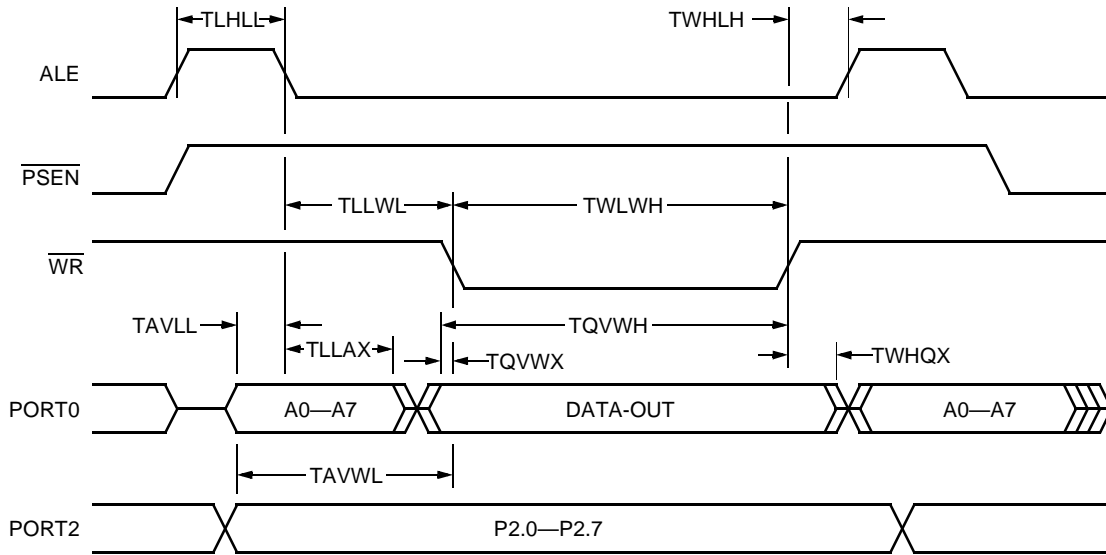 TLHLL TWHLH
ALE
PSEN
TLLWL TWLWH
WR
TAVLL TQVWH
TLLAX TQVWX TWHQX
PORT0 A0—A7 DATA-OUT A0—A7
TAVWL
PORT2 P2.0—P2.7